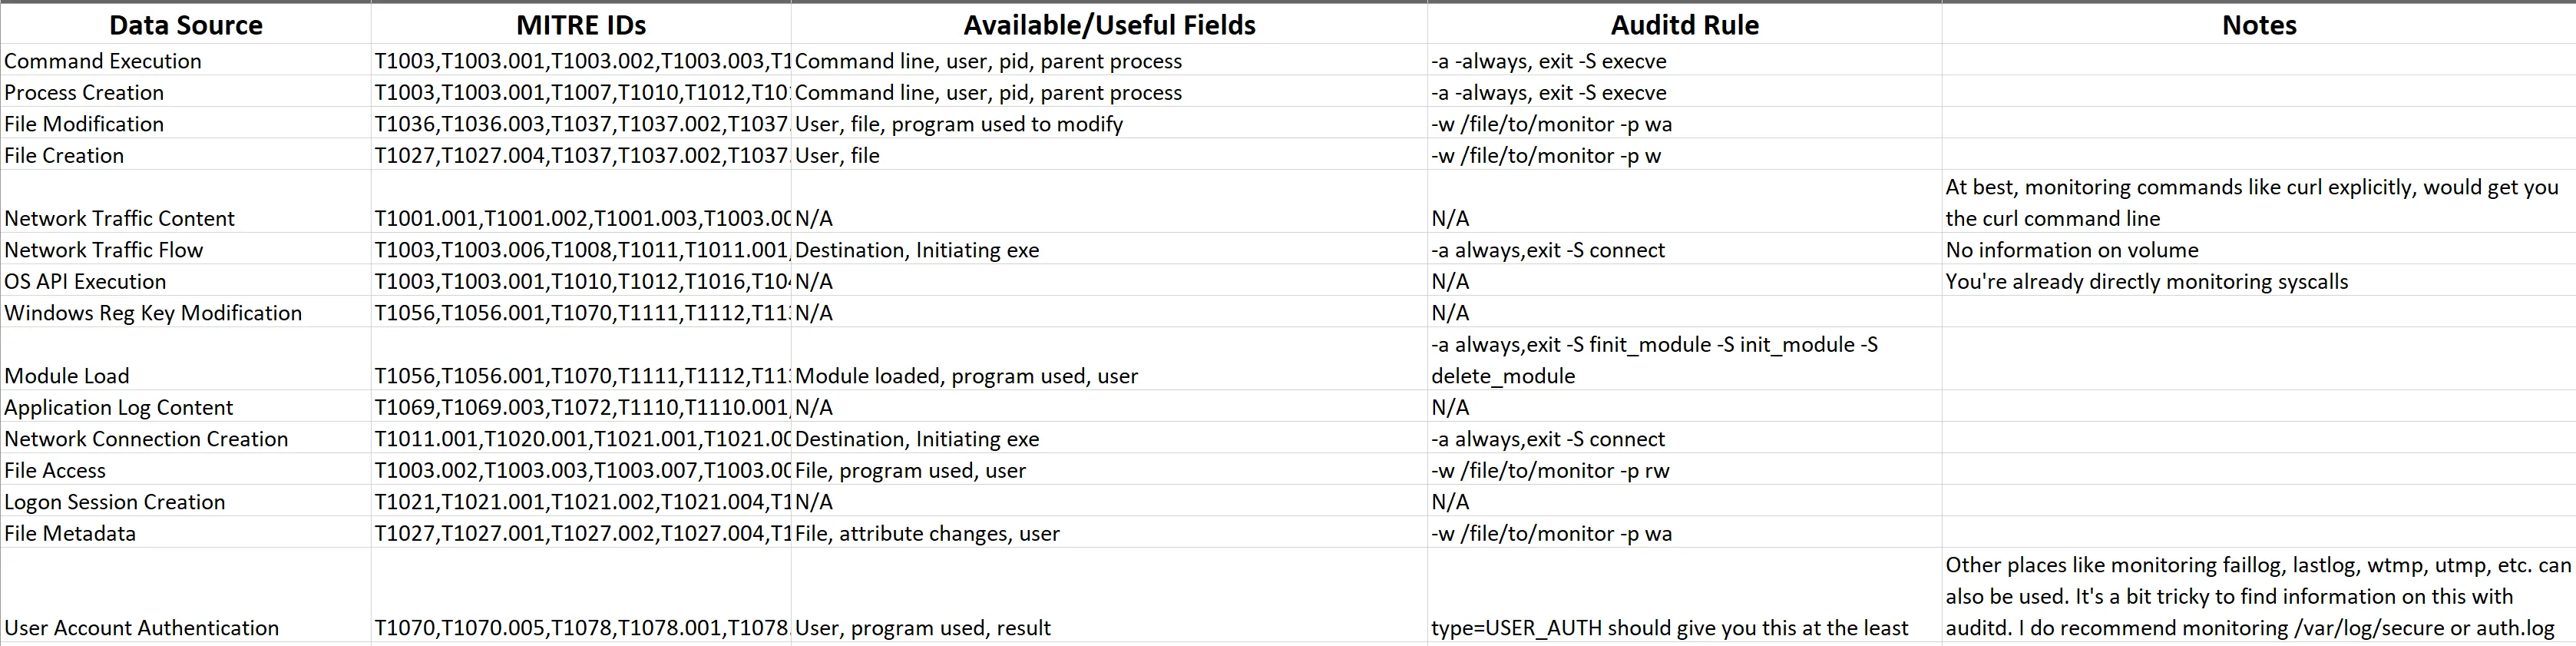 Data Source MITRE IDs Available/Useful Fields Auditd Rule Notes
Command Execution T1003,T1003.001,T1003.002,T1003.003,T1 Command line, user, pid, parent process -a -always, exit -S execve
Process Creation T1003,T1003.001,T1007,T1010,T1012,T10 Command line, user, pid, parent process -a -always, exit -S execve
File Modification T1036,T1036.003,T1037,T1037.002,T1037. User, file, program used to modify -w /file/to/monitor -p wa
File Creation T1027,T1027.004,T1037,T1037.002,T1037. User, file -w /file/to/monitor -p w
At best, monitoring commands like curl explicitly, would get you
Network Traffic Content T1001.001,T1001.002,T1001.003,T1003.00 N/A N/A the curl command line
Network Traffic Flow T1003,T1003.006,T1008,T1011,T1011.001, Destination, Initiating exe -a always,exit -S connect No information on volume
OS API Execution T1003,T1003.001,T1010,T1012,T1016,T104 N/A N/A You're already directly monitoring syscalls
Windows Reg Key Modification T1056,T1056.001,T1070,T1111,T1112,T113 N/A N/A
-a always,exit -S finit_module -S init_module -S
Module Load T1056,T1056.001,T1070,T1111,T1112,T113 Module loaded, program used, user delete_module
Application Log Content T1069,T1069.003,T1072,T1110,T1110.001, N/A N/A
Network Connection Creation T1011.001,T1020.001,T1021.001,T1021.00 Destination, Initiating exe -a always,exit -S connect
File Access T1003.002,T1003.003,T1003.007,T1003.00 File, program used, user -w /file/to/monitor -p rw
Logon Session Creation T1021,T1021.001,T1021.002,T1021.004,T1 N/A N/A
File Metadata T1027,T1027.001,T1027.002,T1027.004,T1 File, attribute changes, user -w /file/to/monitor -p wa
Other places like monitoring faillog, lastlog, wtmp, utmp, etc. can
also be used. It's a bit tricky to find information on this with
User Account Authentication T1070,T1070.005,T1078,T1078.001,T1078. User, program used, result type=USER_AUTH should give you this at the least auditd. I do recommend monitoring /var/log/secure or auth.log